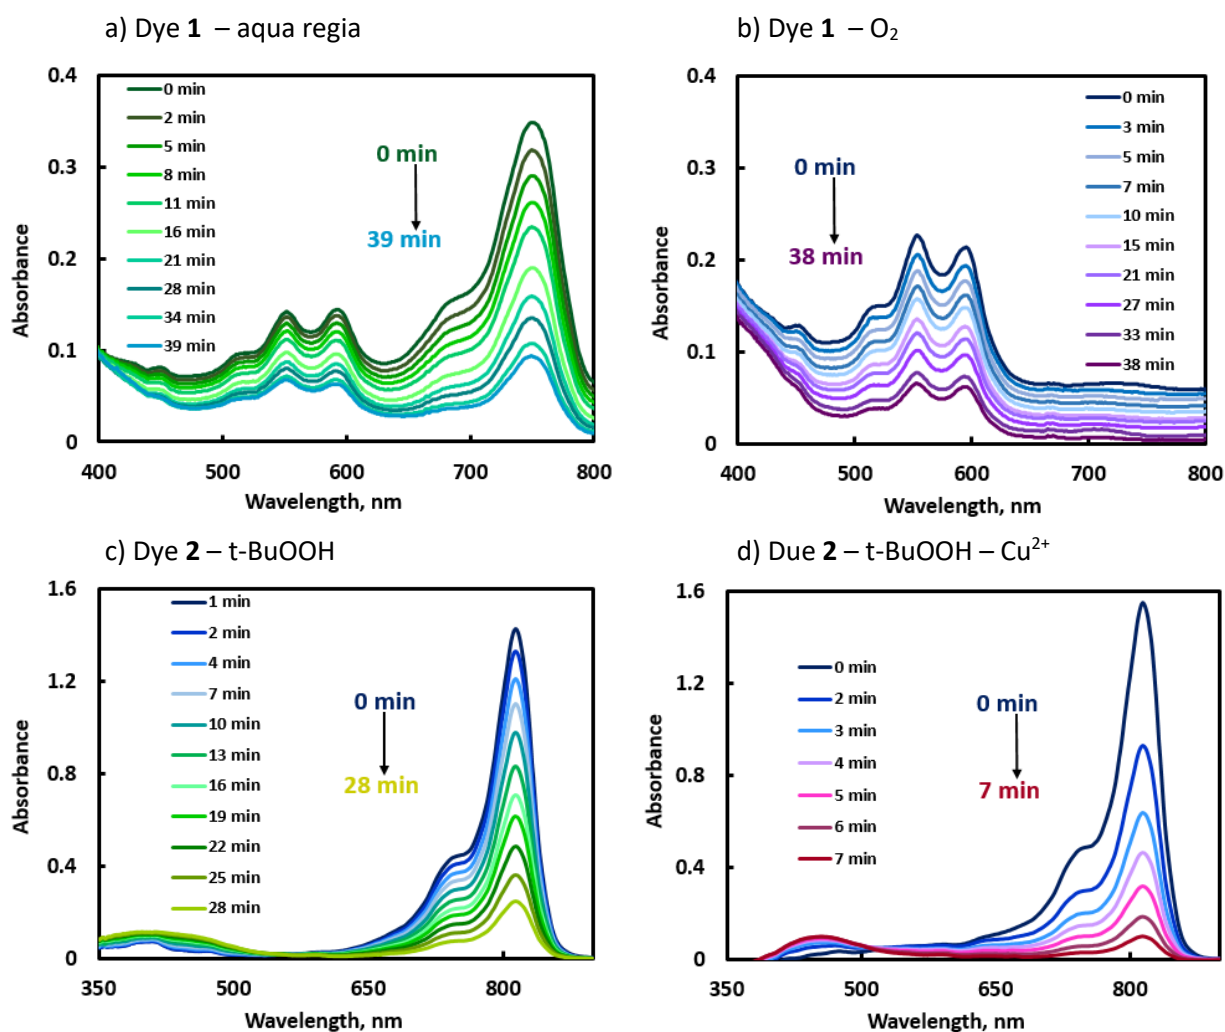 a) Dye 1 – aqua regia
0.4
0.3
0.2
0.1
0
Absorbance
0 min
2 min
5 min
8 min
11 min
16 min
21 min
28 min
34 min
39 min
0 min
39 min
400
500
600
700
800
Wavelength, nm
b) Dye 1 – O₂
0.4
0.3
0.2
0.1
0
Absorbance
0 min
3 min
5 min
7 min
10 min
15 min
21 min
27 min
33 min
38 min
0 min
38 min
400
500
600
700
800
Wavelength, nm
c) Dye 2 – t-BuOOH
1.6
1.2
0.8
0.4
0
Absorbance
1 min
2 min
4 min
7 min
10 min
13 min
16 min
19 min
22 min
25 min
28 min
0 min
28 min
350
500
650
800
Wavelength, nm
d) Due 2 – t-BuOOH – Cu²⁺
1.6
1.2
0.8
0.4
0
Absorbance
0 min
2 min
3 min
4 min
5 min
6 min
7 min
0 min
7 min
350
500
650
800
Wavelength, nm